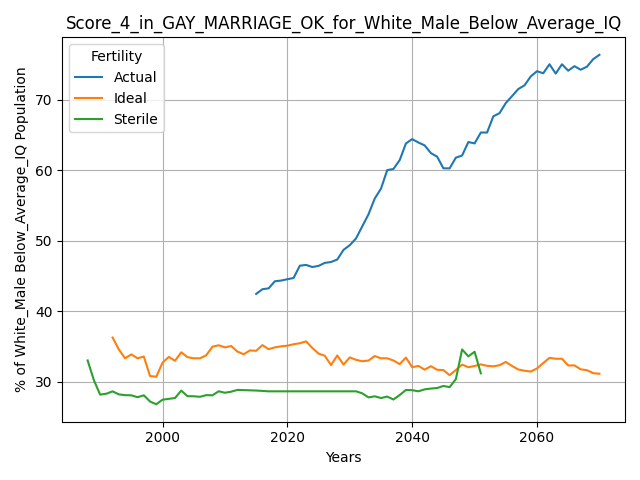 Score_4_in_GAY_MARRIAGE_OK_for_White_Male_Below_Average_IQ
Fertility
Actual
Ideal
Sterile
% of White_Male Below_Average_IQ Population
70
60
50
40
30
2000 2020 2040 2060
Years